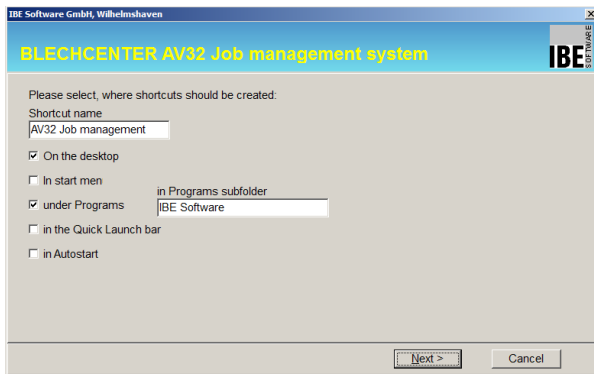 IBE Software GmbH, Wilhelmshaven
BLECHCENTER AV32 Job management system
IBE SOFTWARE
Please select, where shortcuts should be created:
Shortcut name
AV32 Job management
On the desktop
In start men
in Programs subfolder
under Programs
IBE Software
in the Quick Launch bar
in Autostart
Next >
Cancel